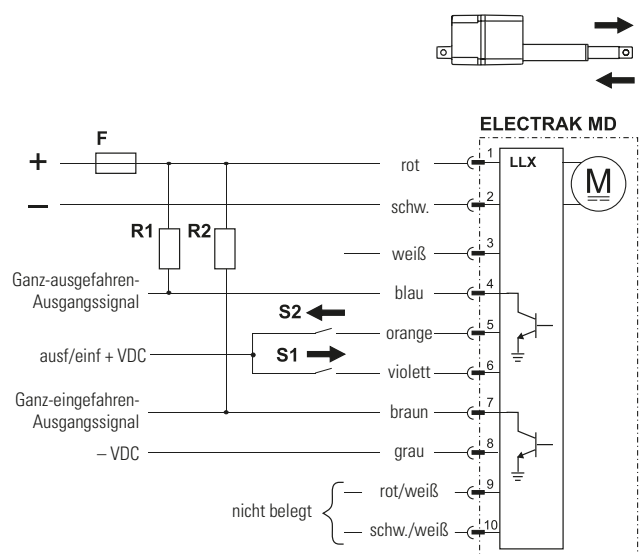 ELECTRAK MD
F
+
rot
1
LLX
M
–
schw.
2
R1
R2
weiß
3
Ganz-ausgefahren-
Ausgangssignal
blau
4
S2
orange
5
ausf/einf + VDC
S1
violett
6
Ganz-eingefahren-
Ausgangssignal
braun
7
– VDC
grau
8
nicht belegt
rot/weiß
9
schw./weiß
10